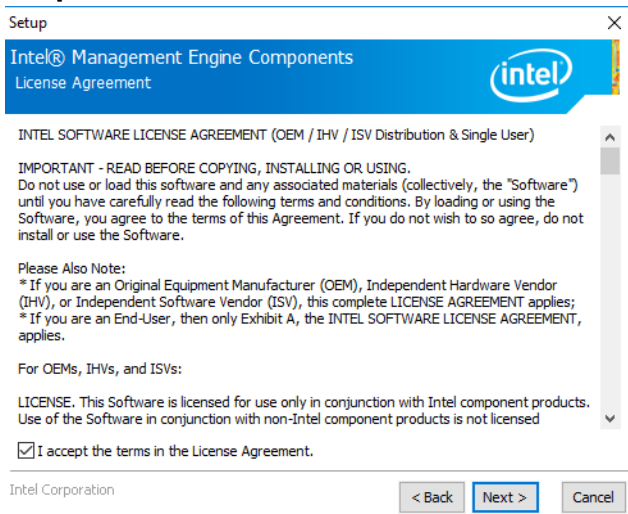 Setup
Intel® Management Engine Components
License Agreement
intel
INTEL SOFTWARE LICENSE AGREEMENT (OEM / IHV / ISV Distribution & Single User)
IMPORTANT - READ BEFORE COPYING, INSTALLING OR USING.
Do not use or load this software and any associated materials (collectively, the "Software")
until you have carefully read the following terms and conditions. By loading or using the
Software, you agree to the terms of this Agreement. If you do not wish to so agree, do not
install or use the Software.
Please Also Note:
* If you are an Original Equipment Manufacturer (OEM), Independent Hardware Vendor
(IHV), or Independent Software Vendor (ISV), this complete LICENSE AGREEMENT applies;
* If you are an End-User, then only Exhibit A, the INTEL SOFTWARE LICENSE AGREEMENT,
applies.
For OEMs, IHVs, and ISVs:
LICENSE. This Software is licensed for use only in conjunction with Intel component products.
Use of the Software in conjunction with non-Intel component products is not licensed
I accept the terms in the License Agreement.
Intel Corporation
< Back Next > Cancel